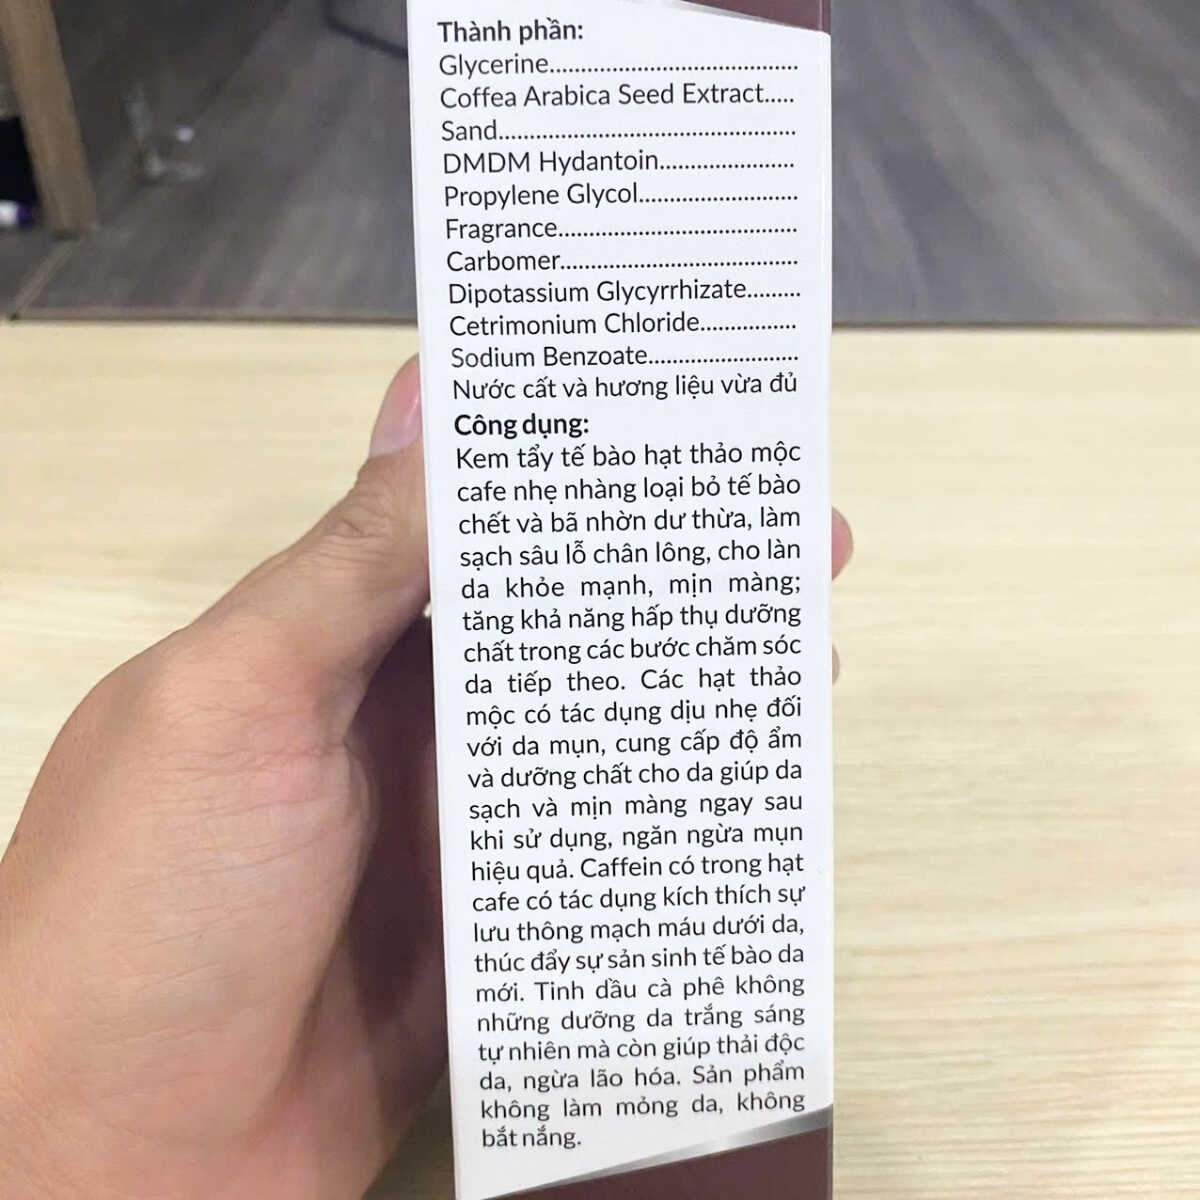 Thành phần:
Glycerine.......................................
Coffea Arabica Seed Extract.....
Sand...............................................
DMDM Hydantoin.....................
Propylene Glycol.........................
Fragrance......................................
Carbomer......................................
Dipotassium Glycyrrhizate.........
Cetrimonium Chloride................
Sodium Benzoate........................
Nước cất và hương liệu vừa đủ
Công dụng:
Kem tẩy tế bào hạt thảo mộc
cafe nhẹ nhàng loại bỏ tế bào
chết và bã nhờn dư thừa, làm
sạch sâu lỗ chân lông, cho làn
da khỏe mạnh, mịn màng;
tăng khả năng hấp thụ dưỡng
chất trong các bước chăm sóc
da tiếp theo. Các hạt thảo
mộc có tác dụng dịu nhẹ đối
với da mụn, cung cấp độ ẩm
và dưỡng chất cho da giúp da
sạch và mịn màng ngay sau
khi sử dụng, ngăn ngừa mụn
hiệu quả. Caffein có trong hạt
cafe có tác dụng kích thích sự
lưu thông mạch máu dưới da,
thúc đẩy sự sản sinh tế bào da
mới. Tinh dầu cà phê không
những dưỡng da trắng sáng
tự nhiên mà còn giúp thải độc
da, ngừa lão hóa. Sản phẩm
không làm mỏng da, không
bắt nắng.